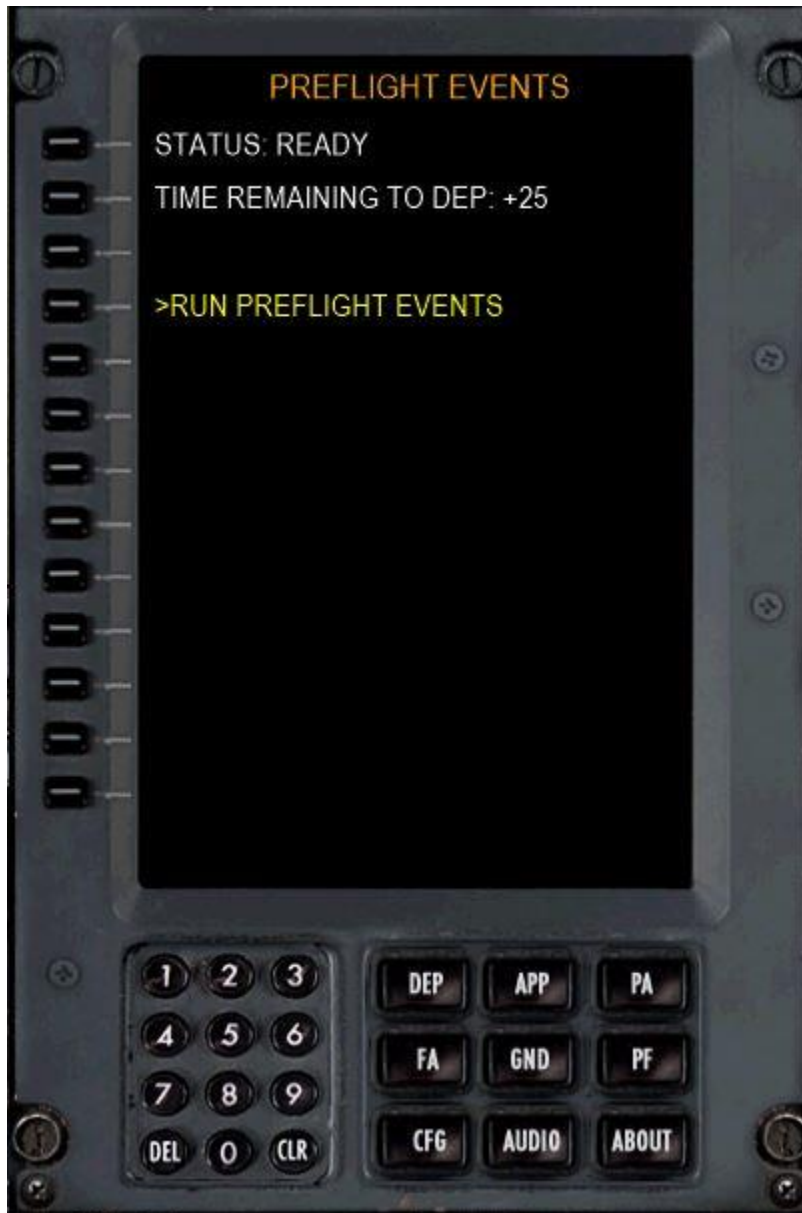 PREFLIGHT EVENTS
STATUS: READY
TIME REMAINING TO DEP: +25
>RUN PREFLIGHT EVENTS
1 2 3
4 5 6
7 8 9
DEL 0 CLR
DEP APP PA
FA GND PF
CFG AUDIO ABOUT